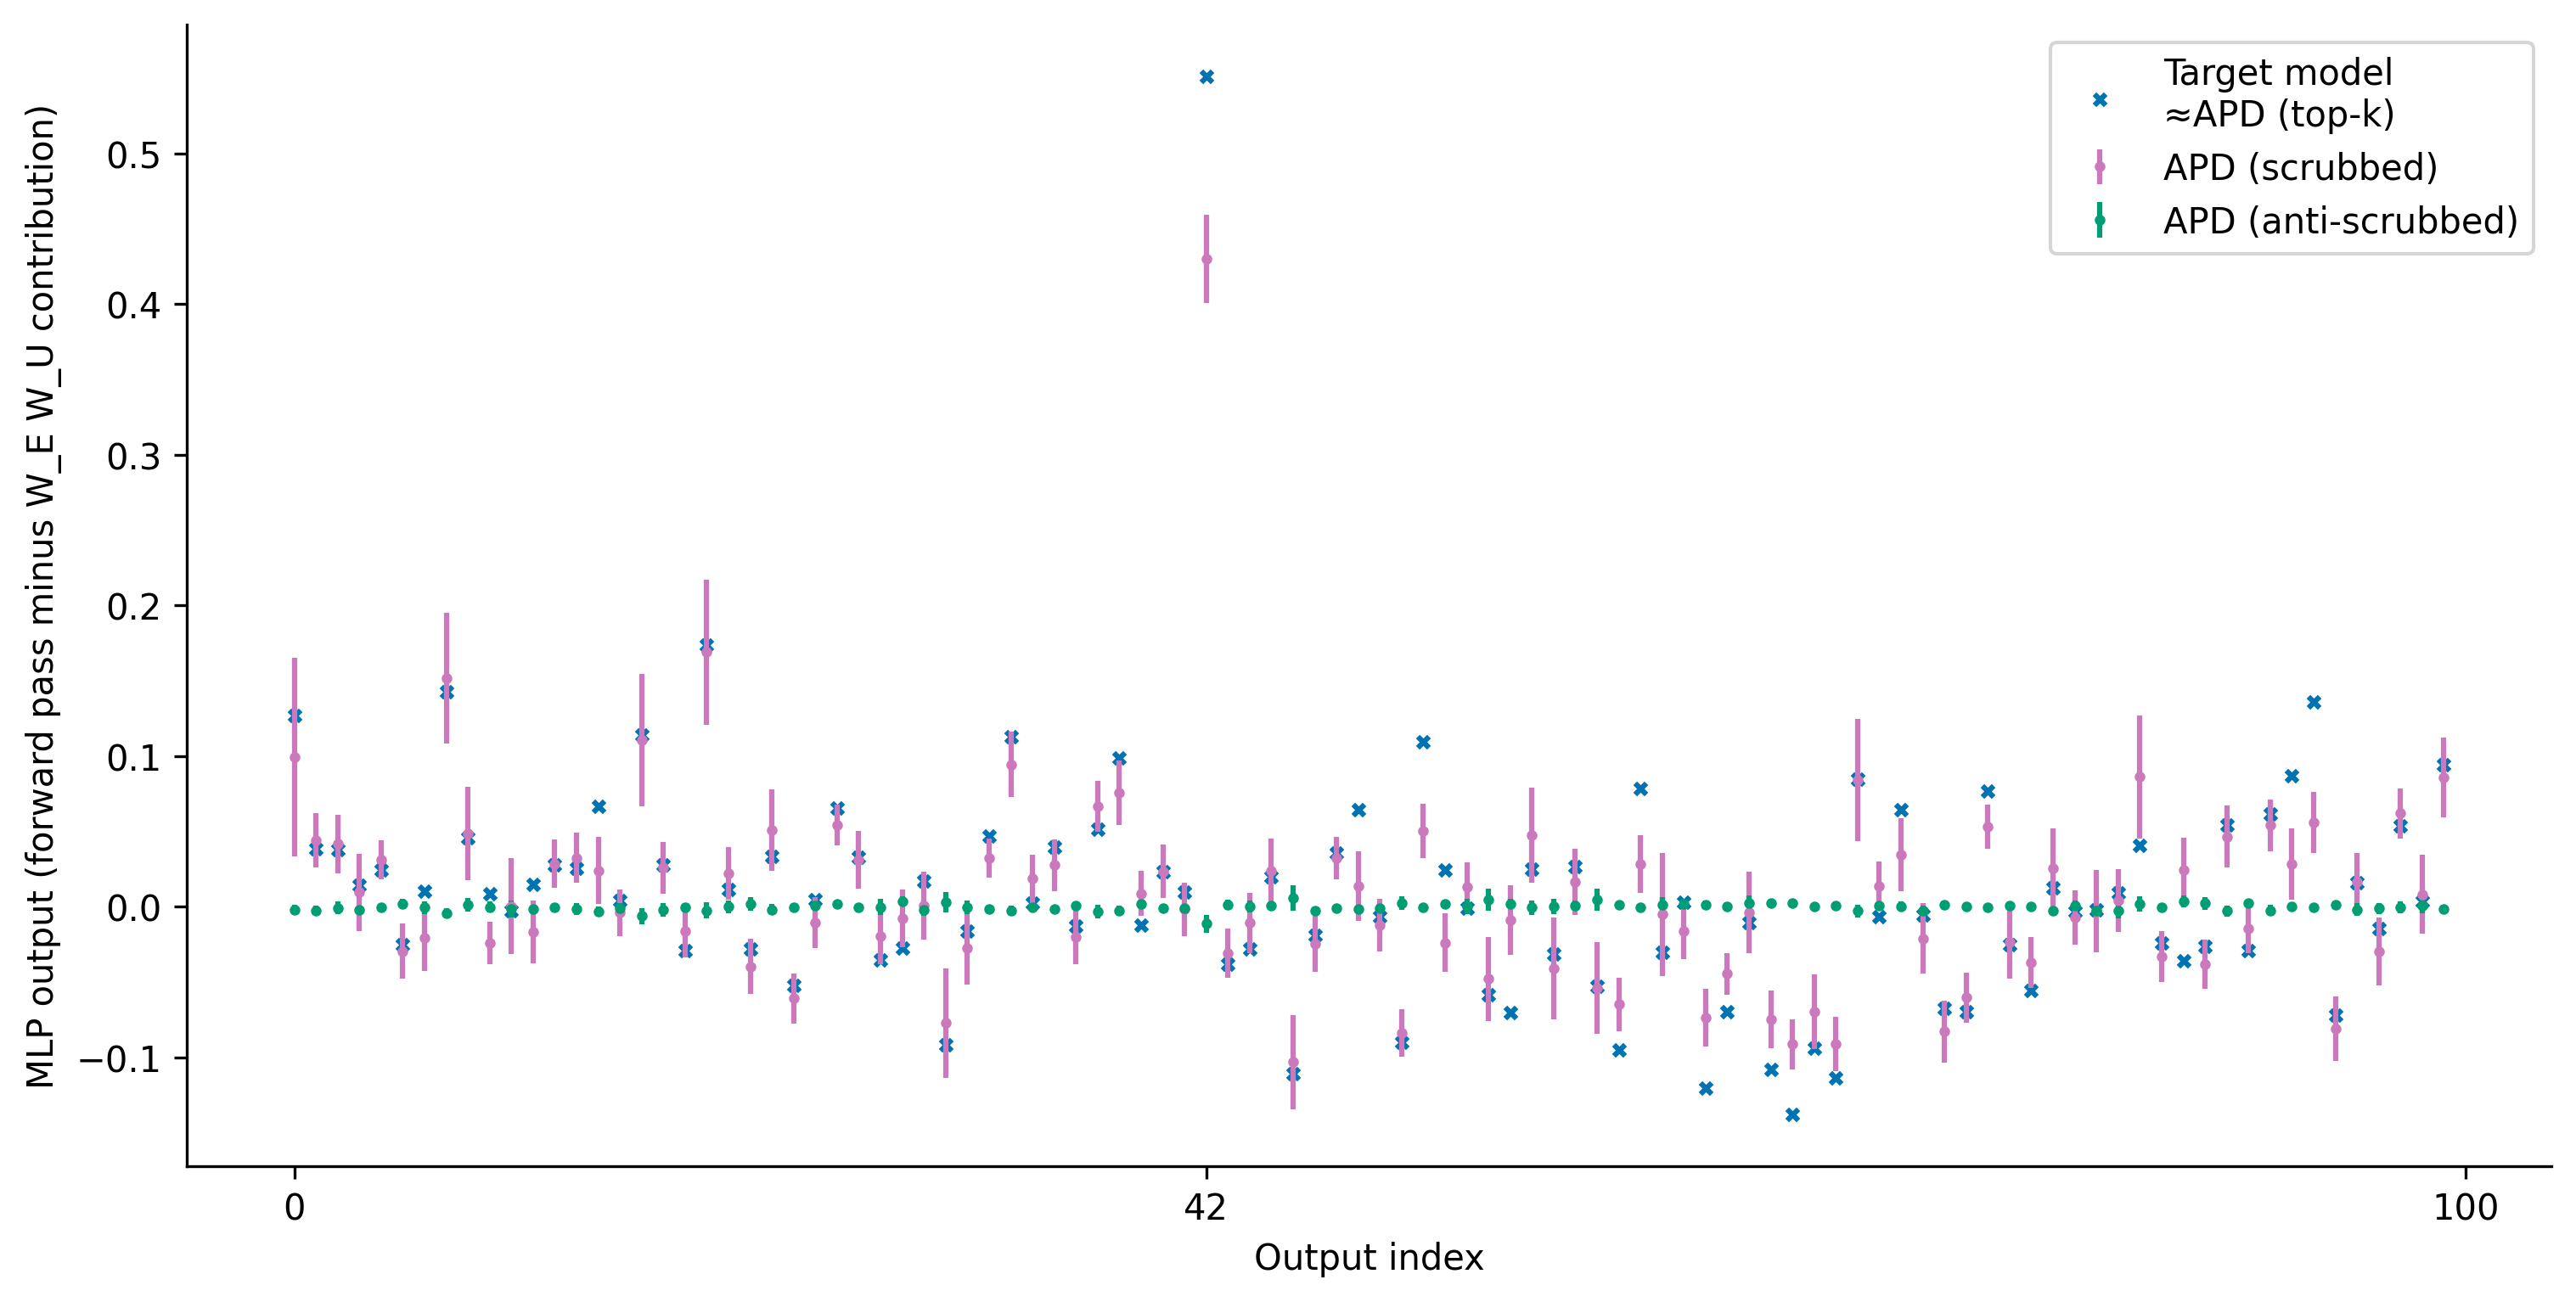 MLP output (forward pass minus W_E W_U contribution)
0.5
0.4
0.3
0.2
0.1
0.0
−0.1
Target model
≈APD (top-k)
APD (scrubbed)
APD (anti-scrubbed)
0
42
100
Output index